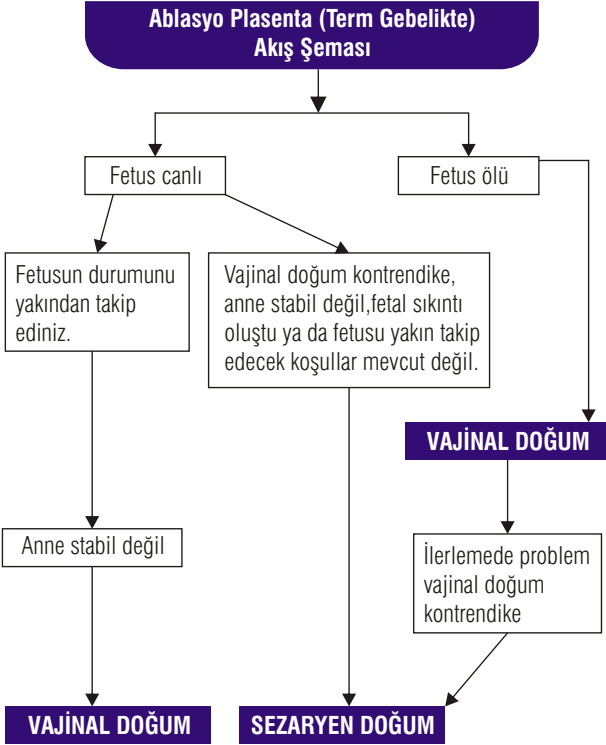 Ablasyo Plasenta (Term Gebelikte)
Akış Şeması
Fetus canlı
Fetus ölü
Fetusun durumunu
yakından takip
ediniz.
Vajinal doğum kontrendike,
anne stabil değil,fetal sıkıntı
oluştu ya da fetusu yakın takip
edecek koşullar mevcut değil.
VAJİNAL DOĞUM
Anne stabil değil
İlerlemede problem
vajinal doğum
kontrendike
VAJİNAL DOĞUM
SEZARYEN DOĞUM